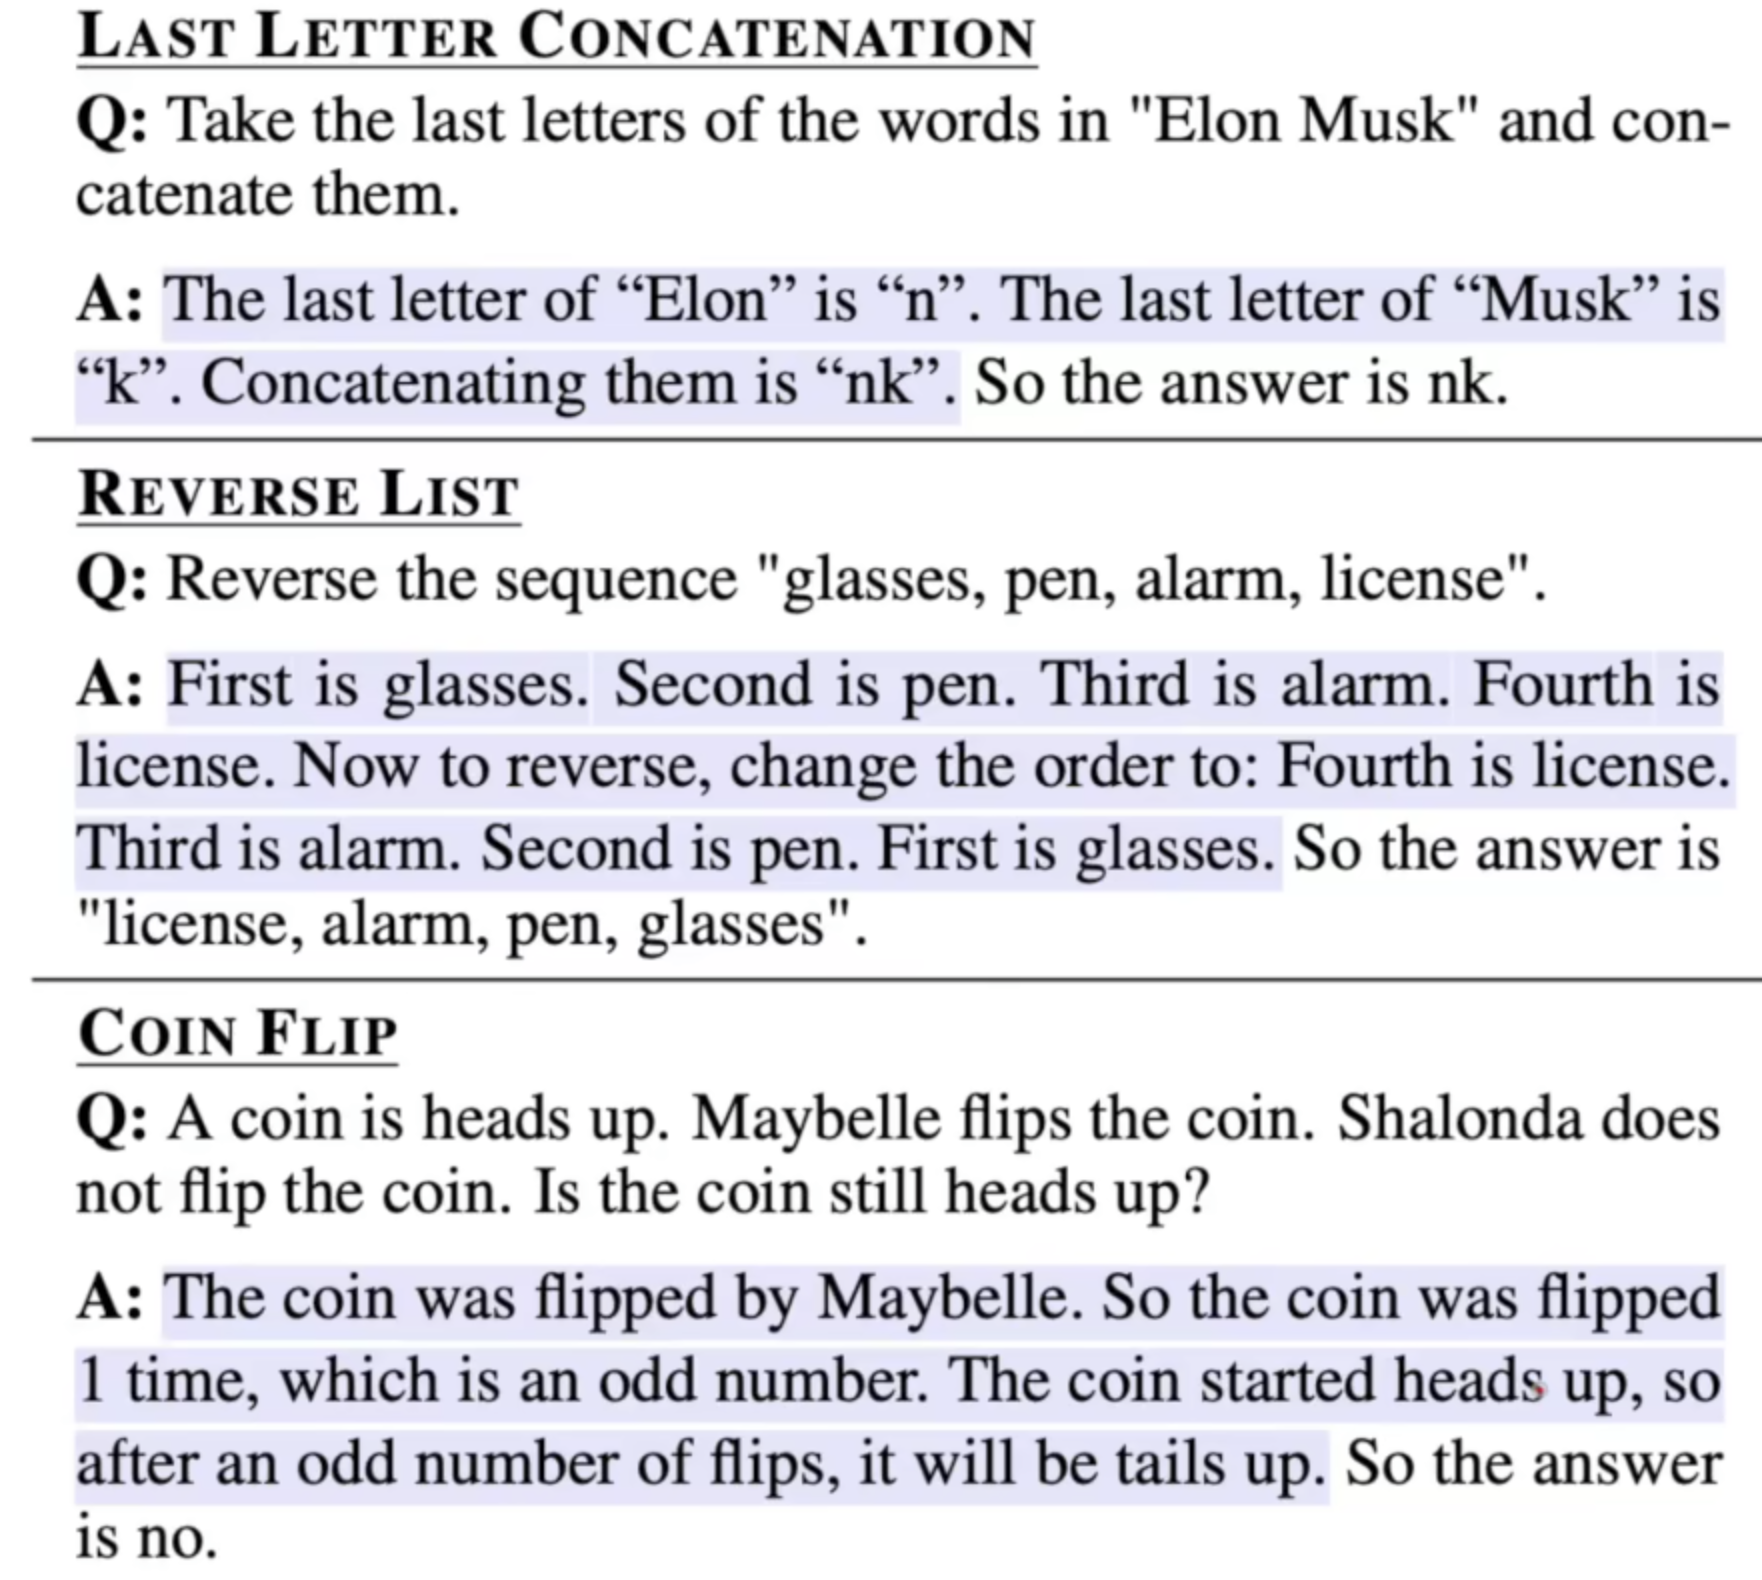 LAST LETTER CONCATENATION
Q: Take the last letters of the words in "Elon Musk" and con-
catenate them.
A: The last letter of “Elon” is “n”. The last letter of “Musk” is
“k”. Concatenating them is “nk”. So the answer is nk.
REVERSE LIST
Q: Reverse the sequence "glasses, pen, alarm, license".
A: First is glasses. Second is pen. Third is alarm. Fourth is
license. Now to reverse, change the order to: Fourth is license.
Third is alarm. Second is pen. First is glasses. So the answer is
"license, alarm, pen, glasses".
COIN FLIP
Q: A coin is heads up. Maybelle flips the coin. Shalonda does
not flip the coin. Is the coin still heads up?
A: The coin was flipped by Maybelle. So the coin was flipped
1 time, which is an odd number. The coin started heads up, so
after an odd number of flips, it will be tails up. So the answer
is no.